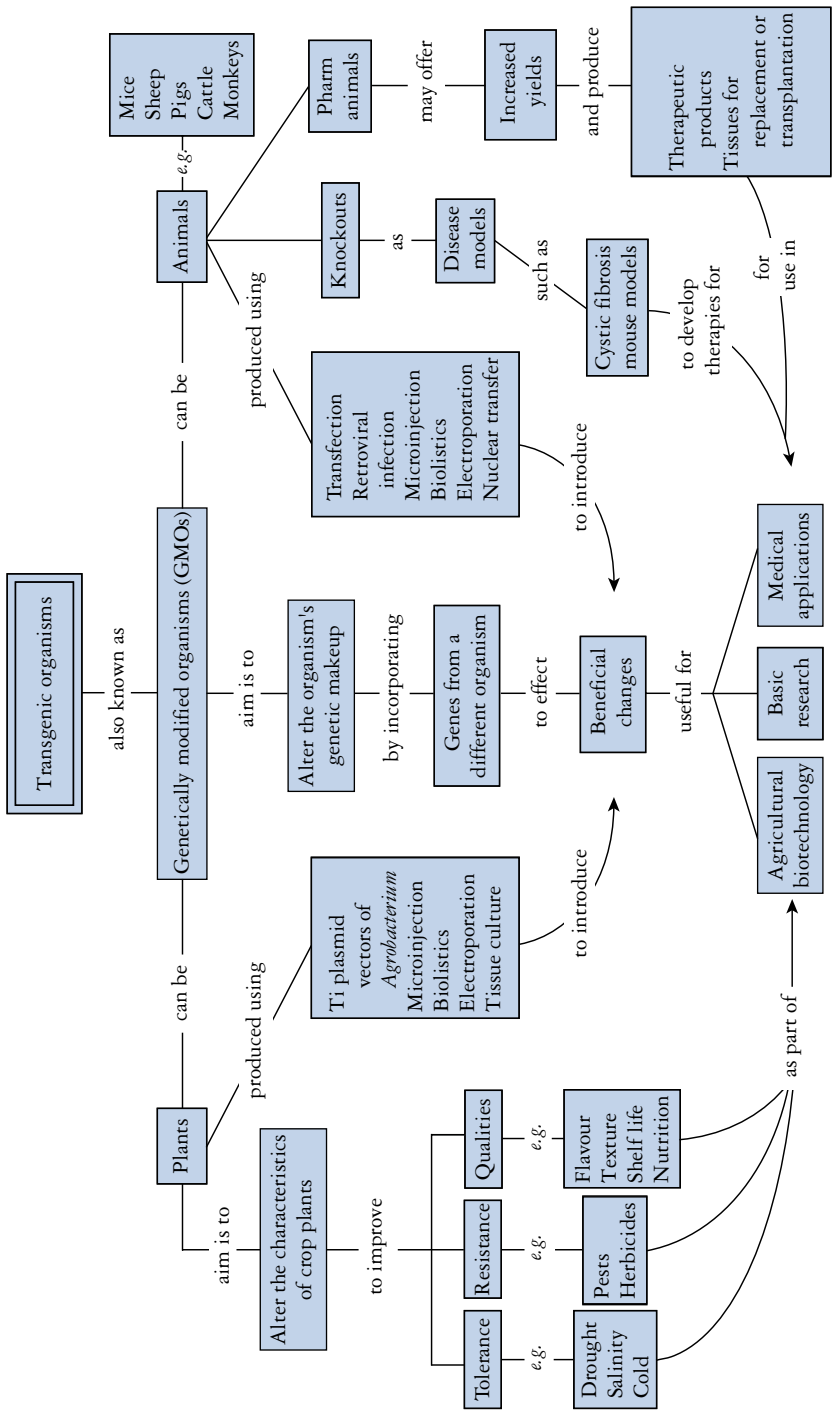 Transgenic organisms
also known as
Genetically modified organisms (GMOs)
can be
can be
Plants
Animals
e.g.
Mice
Sheep
Pigs
Cattle
Monkeys
aim is to
produced using
aim is to
produced using
Alter the characteristics
of crop plants
Alter the organism's
genetic makeup
Knockouts
Pharm
animals
to improve
Ti plasmid
vectors of
Agrobacterium
Microinjection
Biolistics
Electroporation
Tissue culture
by incorporating
Transfection
Retroviral
infection
Microinjection
Biolistics
Electroporation
Nuclear transfer
as
may offer
Tolerance
Resistance
Qualities
Genes from a
different organism
Disease
models
Increased
yields
e.g.
e.g.
e.g.
to introduce
to effect
to introduce
such as
and produce
Drought
Salinity
Cold
Pests
Herbicides
Flavour
Texture
Shelf life
Nutrition
Beneficial
changes
Cystic fibrosis
mouse models
Therapeutic
products
Tissues for
replacement or
transplantation
useful for
to develop
therapies for
for
use in
as part of
Agricultural
biotechnology
Basic
research
Medical
applications